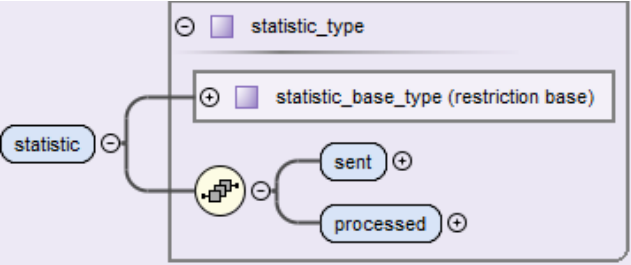 statistic_type
statistic_base_type (restriction base)
statistic
sent
processed